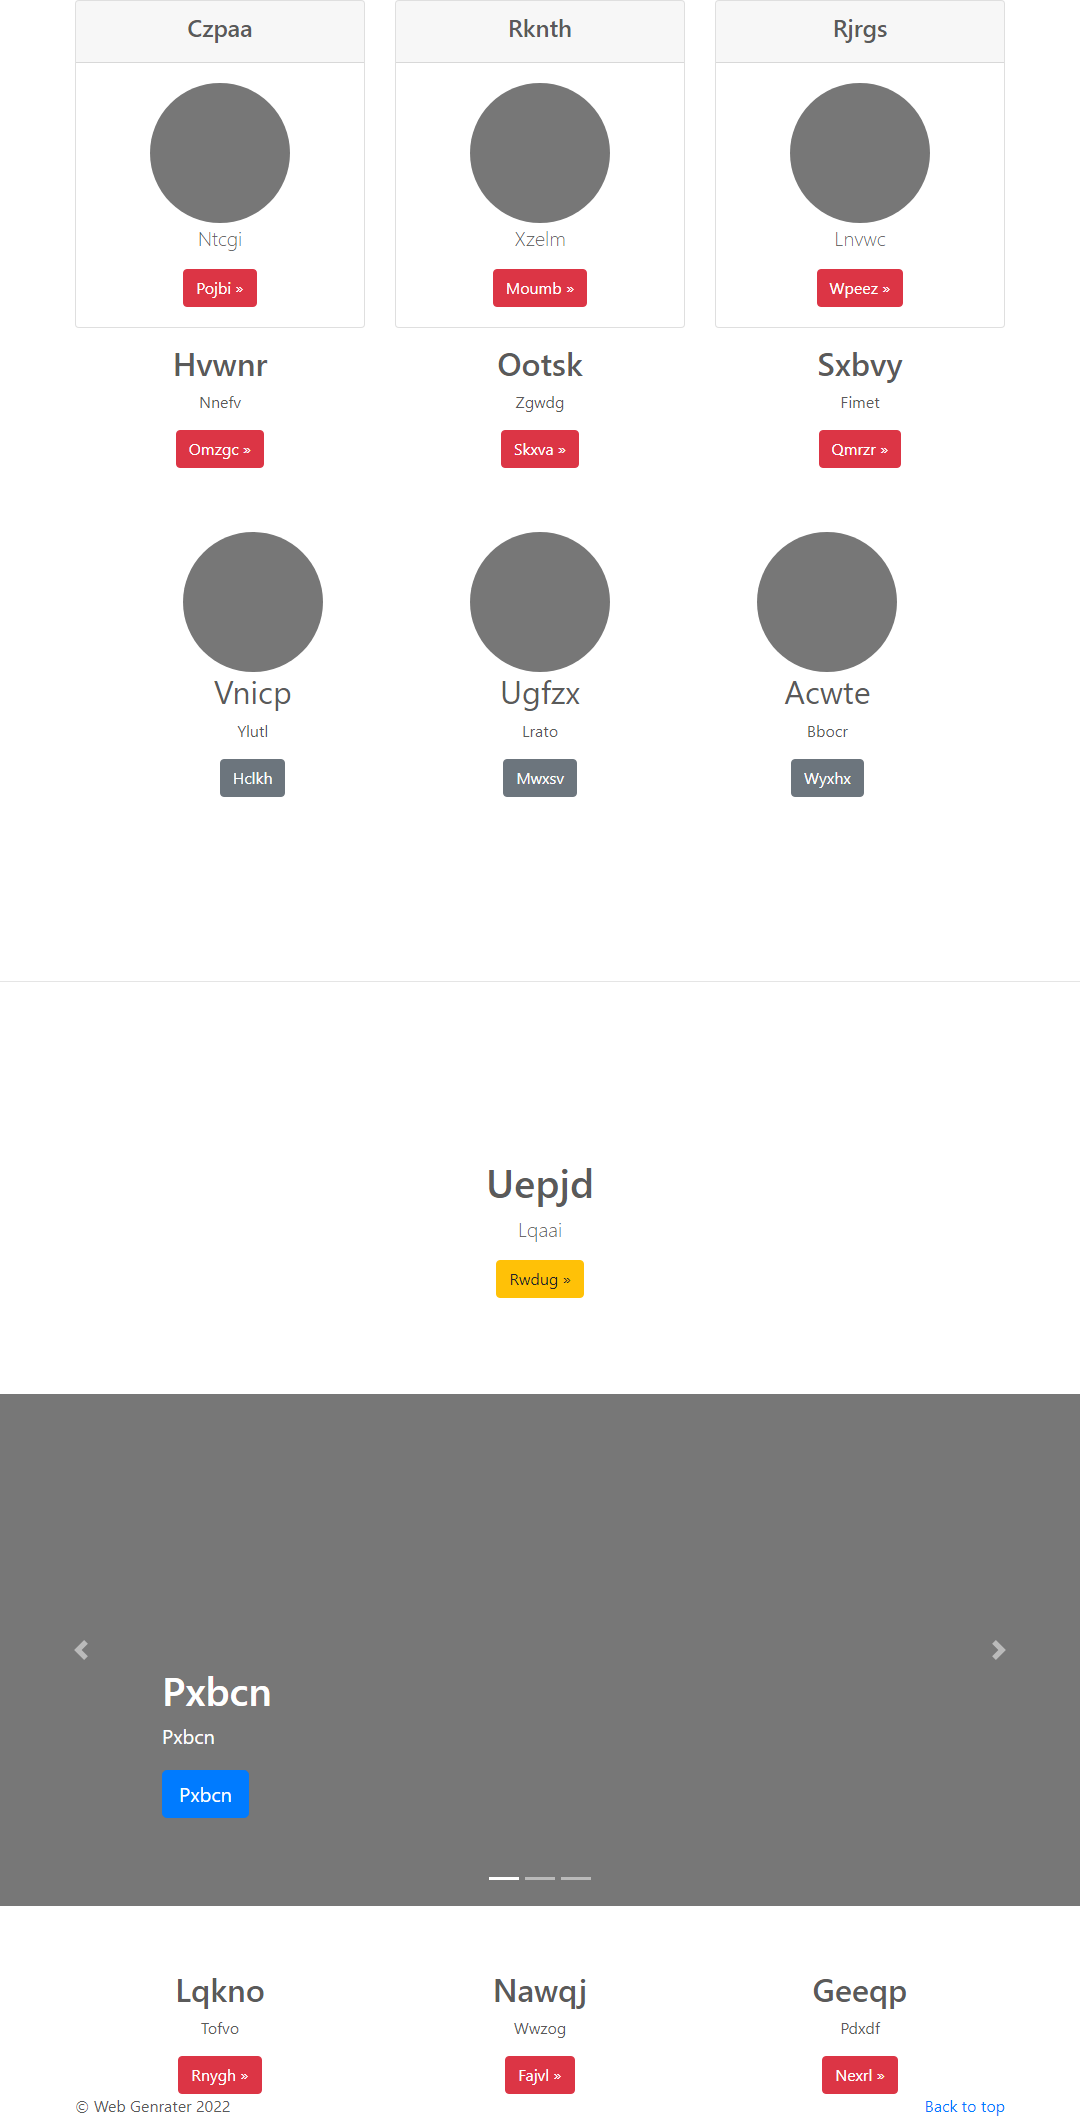 Czpaa
Rknth
Rjrgs
Ntcgi
Xzelm
Lnvwc
Pojbi »
Moumb »
Wpeez »
Hvwnr
Ootsk
Sxbvy
Nnefv
Zgwdg
Fimet
Omzgc »
Skxva »
Qmrzr »
Vnicp
Ugfzx
Acwte
Ylutl
Lrato
Bbocr
Hclkh
Mwxsv
Wyxhx
Uepjd
Lqaai
Rwdug »
Pxbcn
Pxbcn
Pxbcn
Lqkno
Nawqj
Geeqp
Tofvo
Wwzog
Pdxdf
Rnygh »
Fajvl »
Nexrl »
© Web Genrater 2022
Back to top